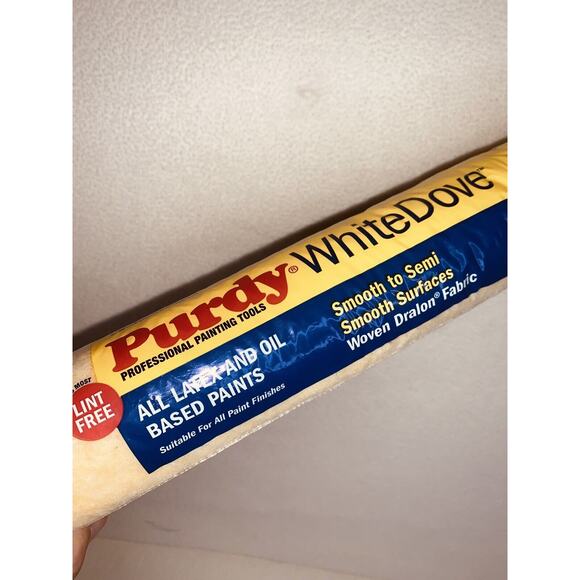 Purdy® WhiteDove™
PROFESSIONAL PAINTING TOOLS
MOST
LINT
FREE
ALL LATEX AND OIL
BASED PAINTS
Suitable For All Paint Finishes
Smooth to Semi
Smooth Surfaces
Woven Dralon® Fabric